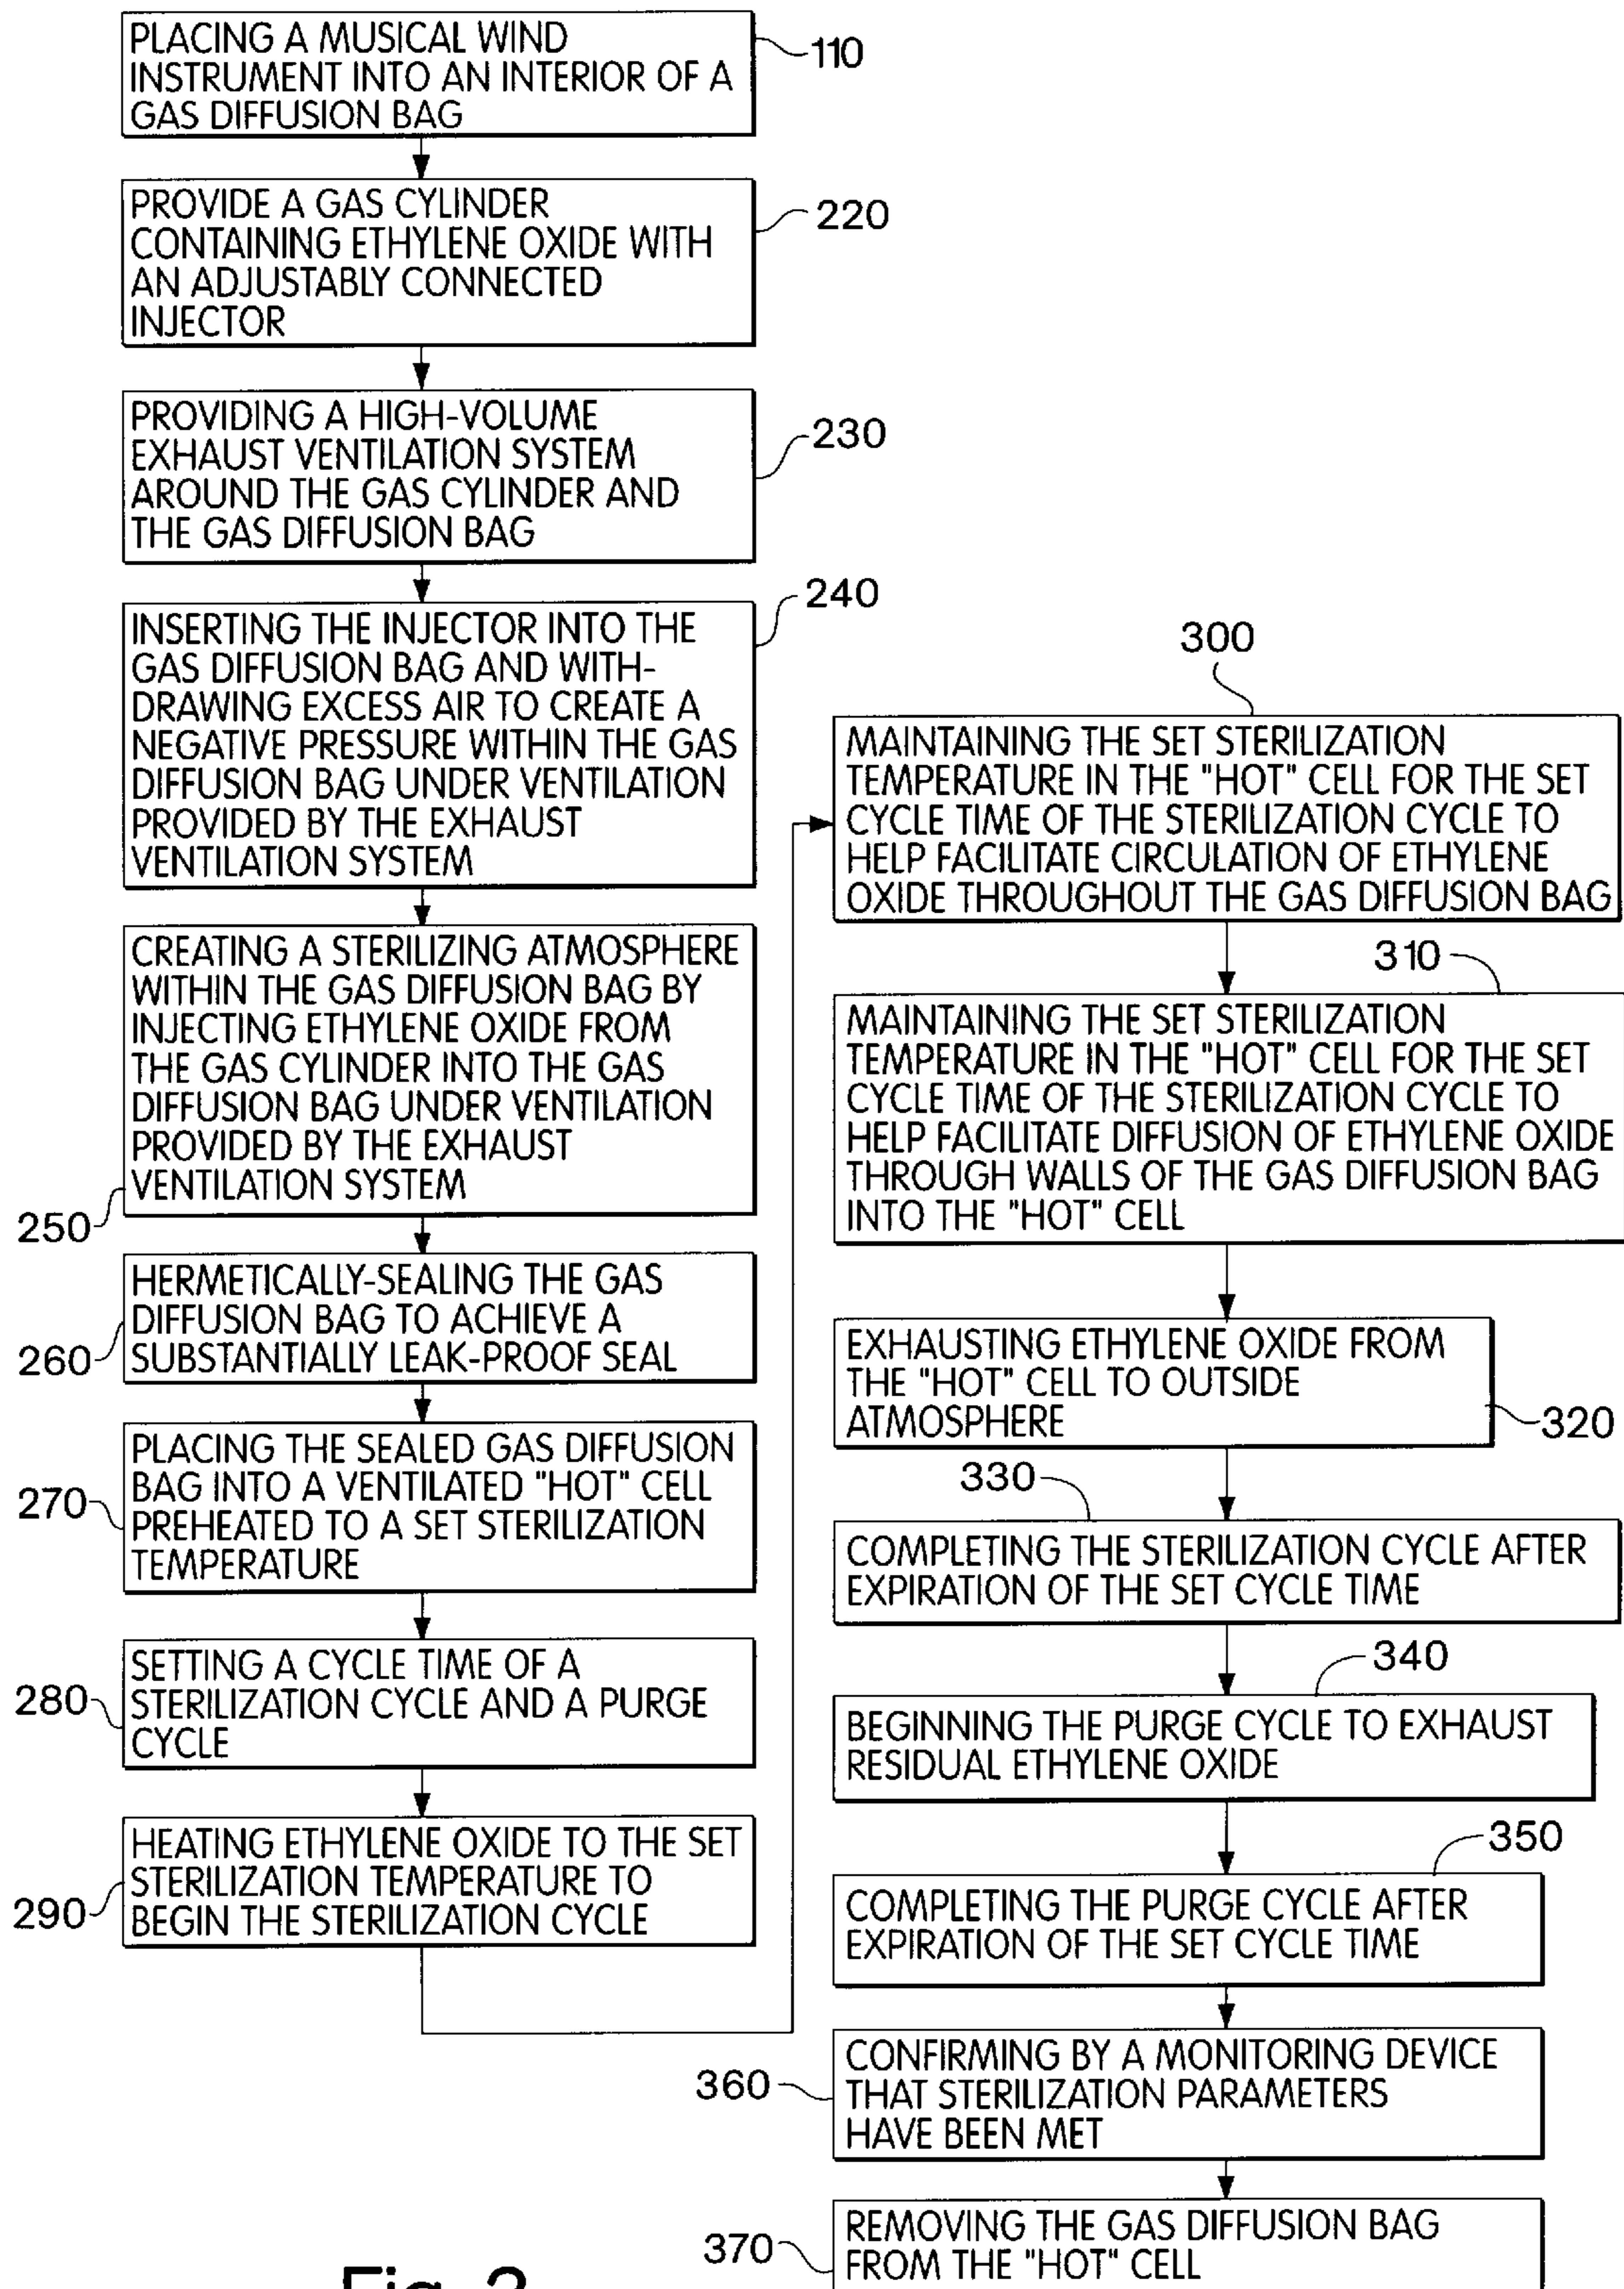 PLACING A MUSICAL WIND
INSTRUMENT INTO AN INTERIOR OF A
GAS DIFFUSION BAG
110
PROVIDE A GAS CYLINDER
CONTAINING ETHYLENE OXIDE WITH
AN ADJUSTABLY CONNECTED
INJECTOR
220
PROVIDING A HIGH-VOLUME
EXHAUST VENTILATION SYSTEM
AROUND THE GAS CYLINDER AND
THE GAS DIFFUSION BAG
230
INSERTING THE INJECTOR INTO THE
GAS DIFFUSION BAG AND WITH-
DRAWING EXCESS AIR TO CREATE A
NEGATIVE PRESSURE WITHIN THE GAS
DIFFUSION BAG UNDER VENTILATION
PROVIDED BY THE EXHAUST
VENTILATION SYSTEM
240
CREATING A STERILIZING ATMOSPHERE
WITHIN THE GAS DIFFUSION BAG BY
INJECTING ETHYLENE OXIDE FROM
THE GAS CYLINDER INTO THE GAS
DIFFUSION BAG UNDER VENTILATION
PROVIDED BY THE EXHAUST
VENTILATION SYSTEM
250
HERMETICALLY-SEALING THE GAS
DIFFUSION BAG TO ACHIEVE A
SUBSTANTIALLY LEAK-PROOF SEAL
260
PLACING THE SEALED GAS DIFFUSION
BAG INTO A VENTILATED "HOT" CELL
PREHEATED TO A SET STERILIZATION
TEMPERATURE
270
SETTING A CYCLE TIME OF A
STERILIZATION CYCLE AND A PURGE
CYCLE
280
HEATING ETHYLENE OXIDE TO THE SET
STERILIZATION TEMPERATURE TO
BEGIN THE STERILIZATION CYCLE
290
300
MAINTAINING THE SET STERILIZATION
TEMPERATURE IN THE "HOT" CELL FOR THE SET
CYCLE TIME OF THE STERILIZATION CYCLE TO
HELP FACILITATE CIRCULATION OF ETHYLENE
OXIDE THROUGHOUT THE GAS DIFFUSION BAG
310
MAINTAINING THE SET STERILIZATION
TEMPERATURE IN THE "HOT" CELL FOR THE SET
CYCLE TIME OF THE STERILIZATION CYCLE TO
HELP FACILITATE DIFFUSION OF ETHYLENE OXIDE
THROUGH WALLS OF THE GAS DIFFUSION BAG
INTO THE "HOT" CELL
EXHAUSTING ETHYLENE OXIDE FROM
THE "HOT" CELL TO OUTSIDE
ATMOSPHERE
320
330
COMPLETING THE STERILIZATION CYCLE AFTER
EXPIRATION OF THE SET CYCLE TIME
340
BEGINNING THE PURGE CYCLE TO EXHAUST
RESIDUAL ETHYLENE OXIDE
350
COMPLETING THE PURGE CYCLE AFTER
EXPIRATION OF THE SET CYCLE TIME
CONFIRMING BY A MONITORING DEVICE
THAT STERILIZATION PARAMETERS
HAVE BEEN MET
360
REMOVING THE GAS DIFFUSION BAG
FROM THE "HOT" CELL
370
Fig.